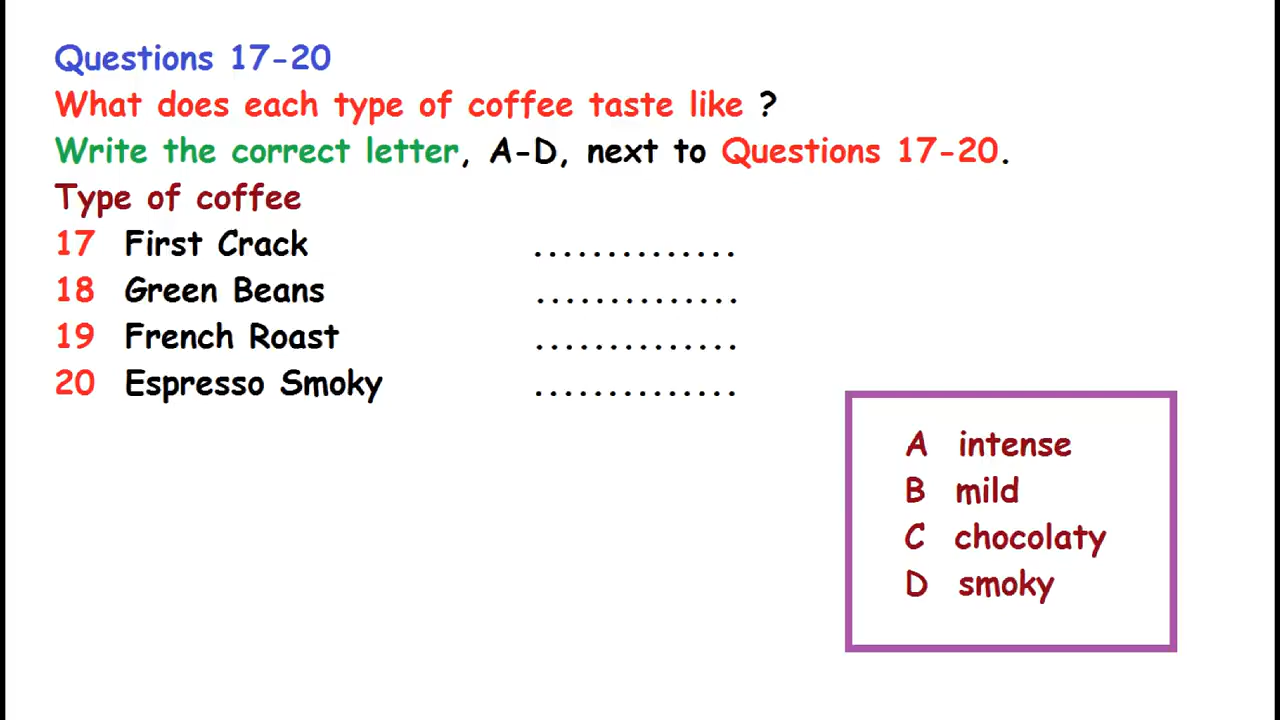 Questions 17-20
What does each type of coffee taste like ?
Write the correct letter, A-D, next to Questions 17-20.
Type of coffee
17 First Crack ..............
18 Green Beans ..............
19 French Roast ..............
20 Espresso Smoky ..............
A intense
B mild
C chocolaty
D smoky